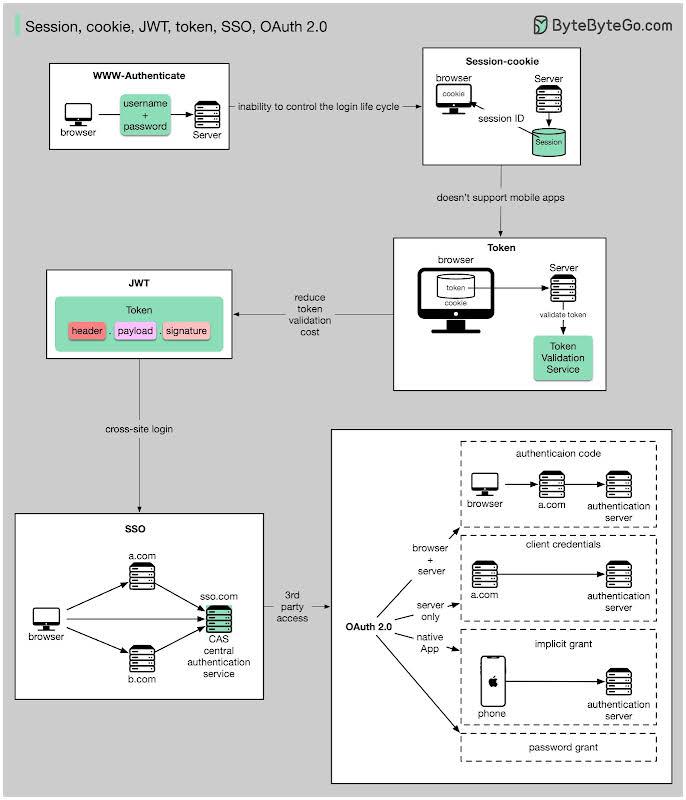 Session, cookie, JWT, token, SSO, OAuth 2.0
ByteByteGo.com
WWW-Authenticate
browser
username
+
password
Server
inability to control the login life cycle
Session-cookie
browser
cookie
Server
session ID
Session
doesn't support mobile apps
Token
browser
token
cookie
Server
validate token
Token
Validation
Service
reduce
token
validation
cost
JWT
Token
header . payload . signature
cross-site login
SSO
browser
a.com
b.com
sso.com
CAS
central
authentication
service
3rd
party
access
OAuth 2.0
browser
+
server
authenticaion code
browser
a.com
authentication
server
server
only
client credentials
a.com
authentication
server
native
App
implicit grant
phone
authentication
server
password grant